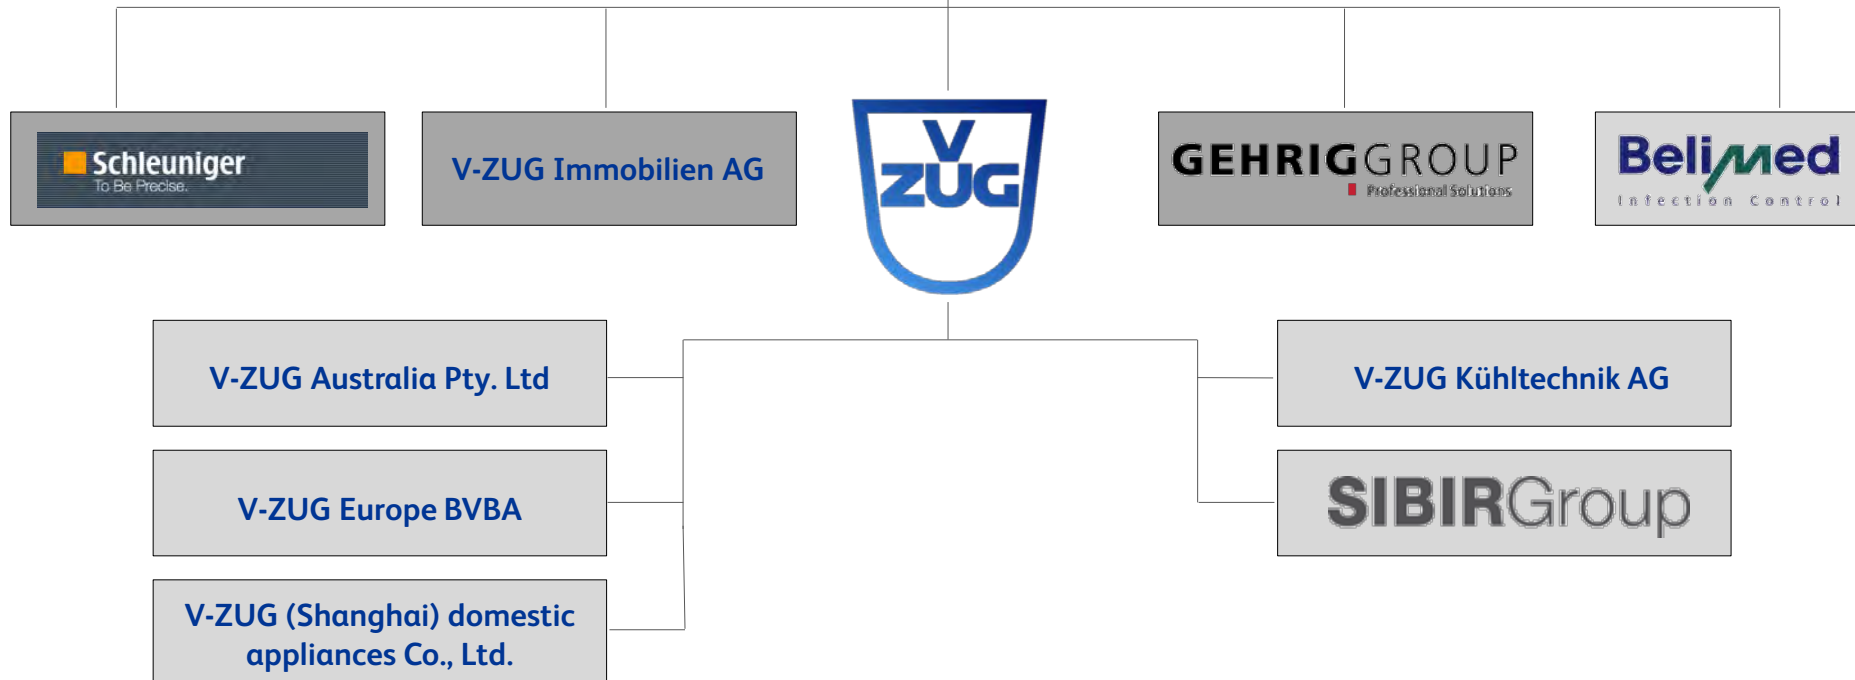 Schleuniger
To Be Precise.
V-ZUG Immobilien AG
V
ZUG
GEHRIGGROUP
Professional Solutions
Belimed
Infection Control
V-ZUG Australia Pty. Ltd
V-ZUG Kühltechnik AG
V-ZUG Europe BVBA
SIBIRGroup
V-ZUG (Shanghai) domestic
appliances Co., Ltd.